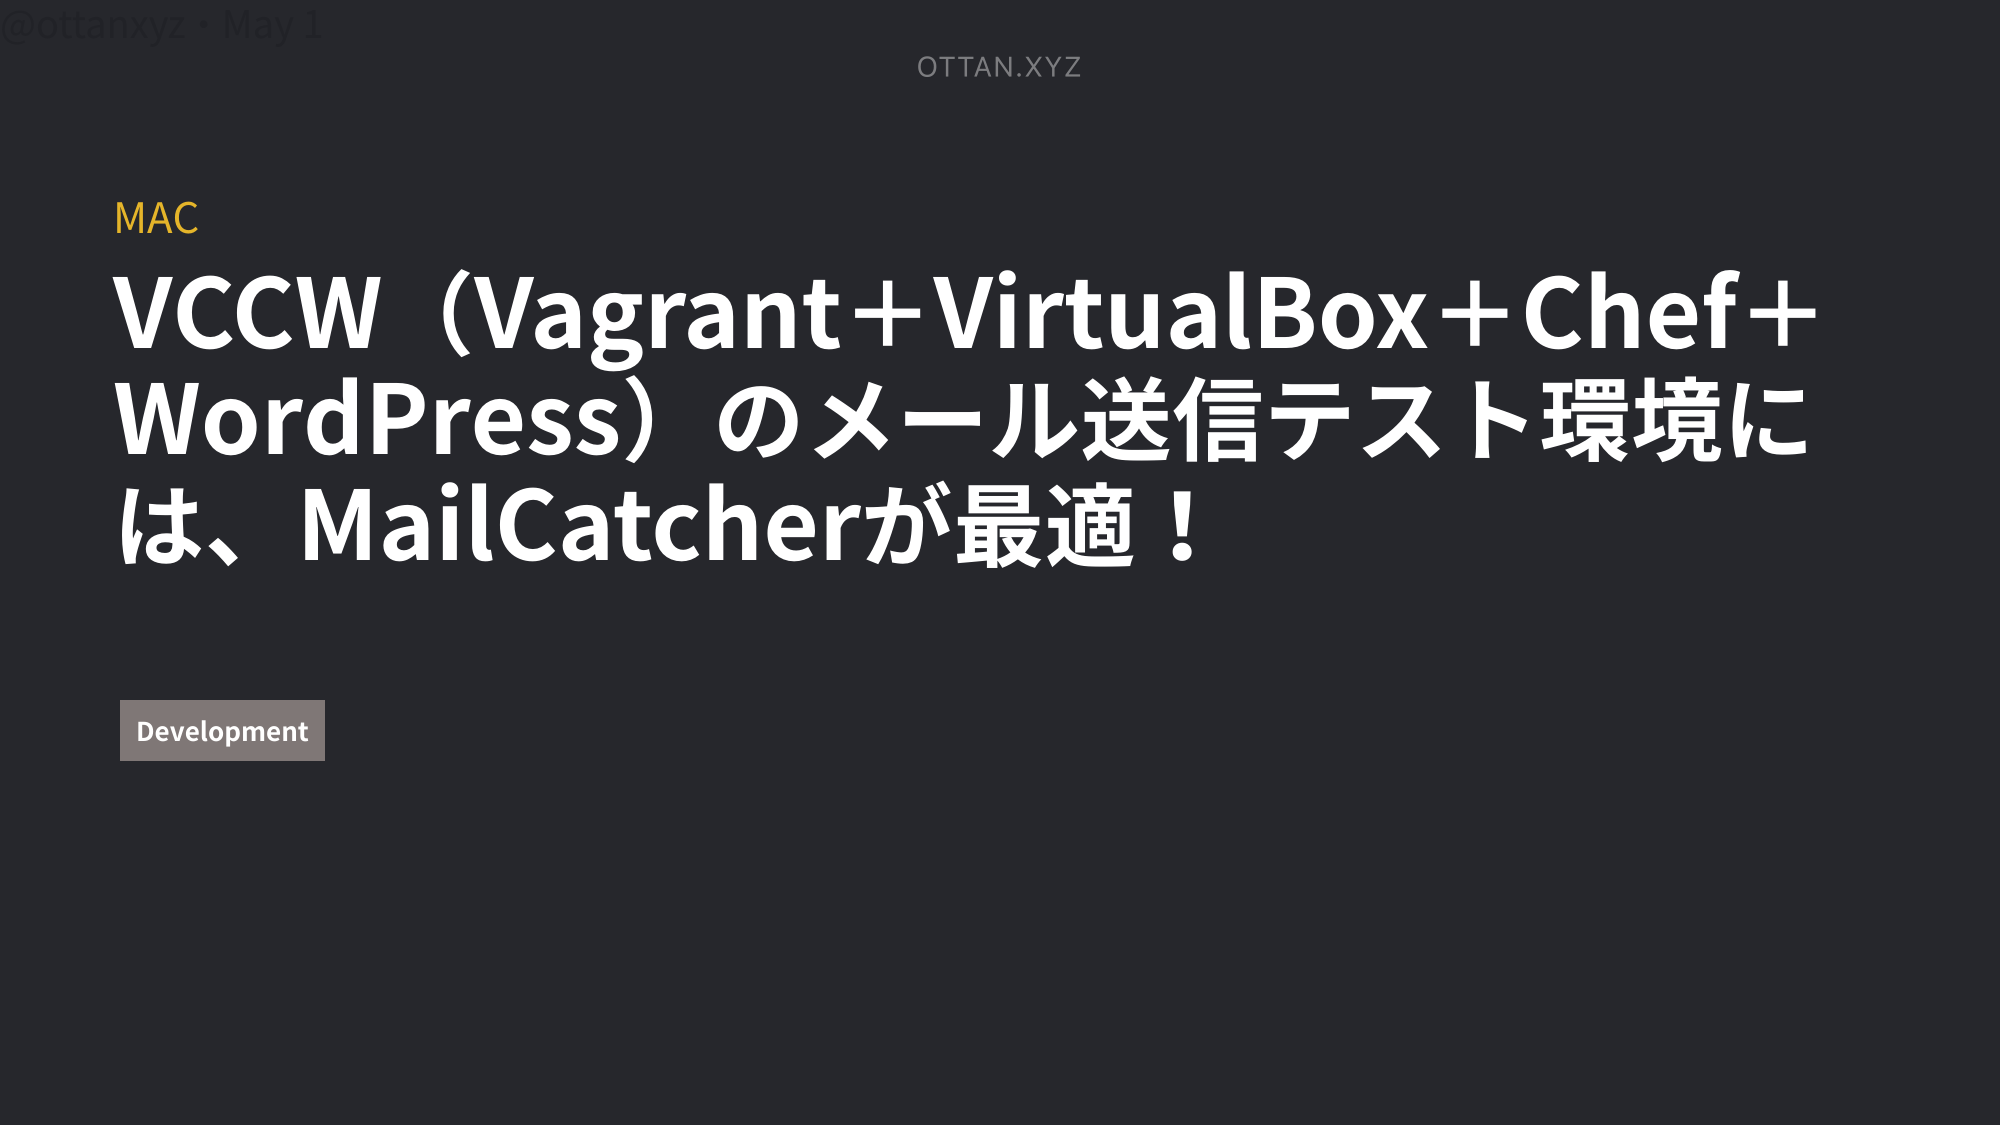 @ottanxyz・May 1
OTTAN.XYZ
MAC
VCCW（Vagrant＋VirtualBox＋Chef＋
WordPress）のメール送信テスト環境に
は、MailCatcherが最適！
Development